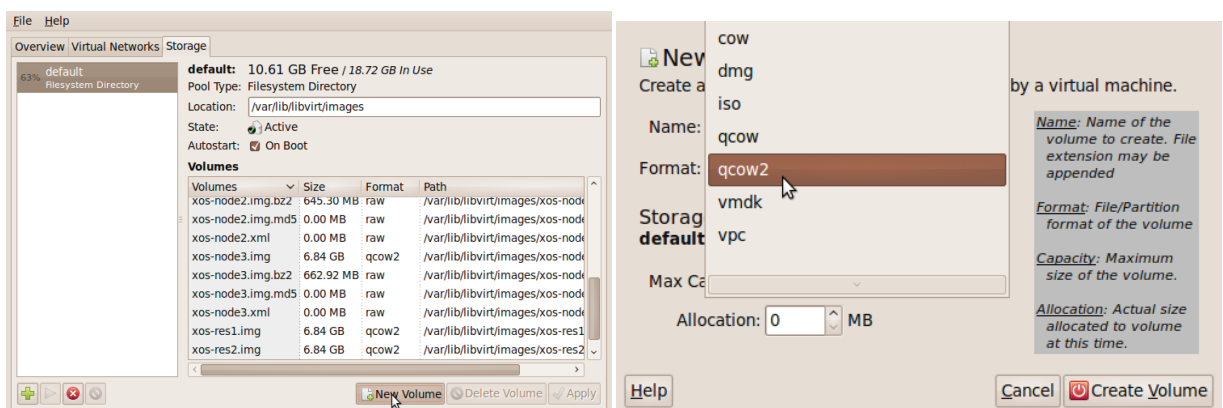 File Help
Overview Virtual Networks Storage
63% default
Filesystem Directory
default: 10.61 GB Free / 18.72 GB In Use
Pool Type: Filesystem Directory
Location: /var/lib/libvirt/images
State: Active
Autostart: On Boot
Volumes
Volumes Size Format Path
xos-node2.img.bz2 645.30 MB raw /var/lib/libvirt/images/xos-node
xos-node2.img.md5 0.00 MB raw /var/lib/libvirt/images/xos-node
xos-node2.xml 0.00 MB raw /var/lib/libvirt/images/xos-node
xos-node3.img 6.84 GB qcow2 /var/lib/libvirt/images/xos-node
xos-node3.img.bz2 662.92 MB raw /var/lib/libvirt/images/xos-node
xos-node3.img.md5 0.00 MB raw /var/lib/libvirt/images/xos-node
xos-node3.xml 0.00 MB raw /var/lib/libvirt/images/xos-node
xos-res1.img 6.84 GB qcow2 /var/lib/libvirt/images/xos-res1
xos-res2.img 6.84 GB qcow2 /var/lib/libvirt/images/xos-res2
New Volume Delete Volume Apply
New
Create a by a virtual machine.
Name:
Format:
cow
dmg
iso
qcow
qcow2
vmdk
vpc
Storag
default
Max Ca
Allocation: 0 MB
Name: Name of the
volume to create. File
extension may be
appended
Format: File/Partition
format of the volume
Capacity: Maximum
size of the volume.
Allocation: Actual size
allocated to volume
at this time.
Help Cancel Create Volume